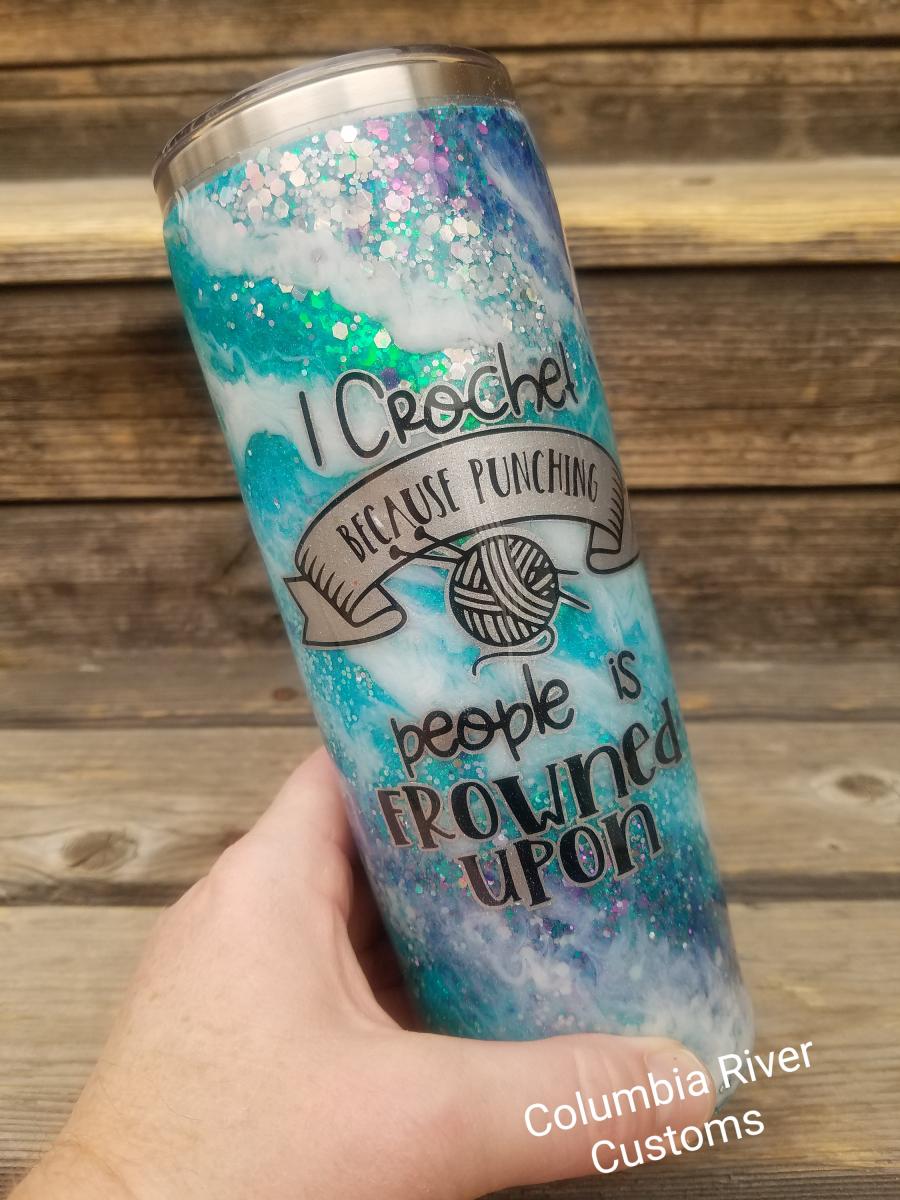 I Crochet
BECAUSE PUNCHING
people is
FROWNED
UPON
Columbia River
Customs